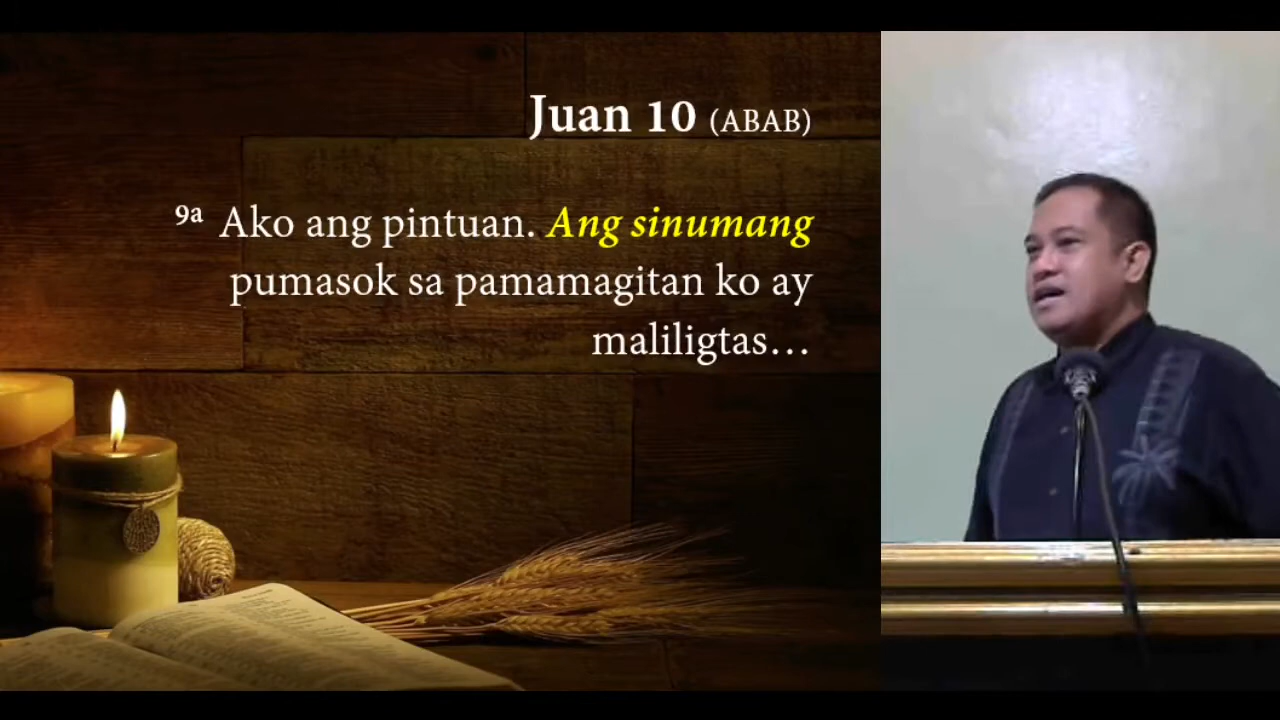 Juan 10 (ABAB)
9a Ako ang pintuan. Ang sinumang
pumasok sa pamamagitan ko ay
maliligtas…